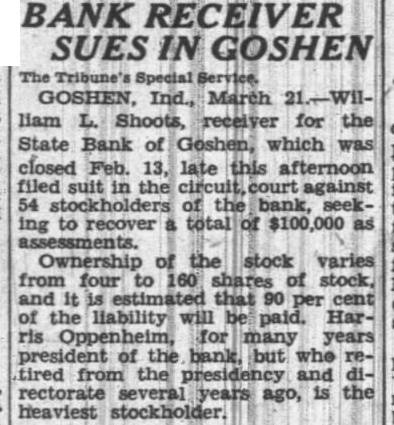 BANK RECEIVER
SUES IN GOSHEN
The Tribune's Special Service.
GOSHEN, Ind., March 21.—Wil-
liam L. Shoots, receiver for the
State Bank of Goshen, which was
closed Feb. 13, late this afternoon
filed suit in the circuit court against
54 stockholders of the bank, seek-
ing to recover a total of $100,000 as
assessments.
Ownership of the stock varies
from four to 160 shares of stock,
and it is estimated that 90 per cent
of the liability will be paid. Har-
ris Oppenheim, for many years
president of the bank, but who re-
tired from the presidency and di-
rectorate several years ago, is the
heaviest stockholder.